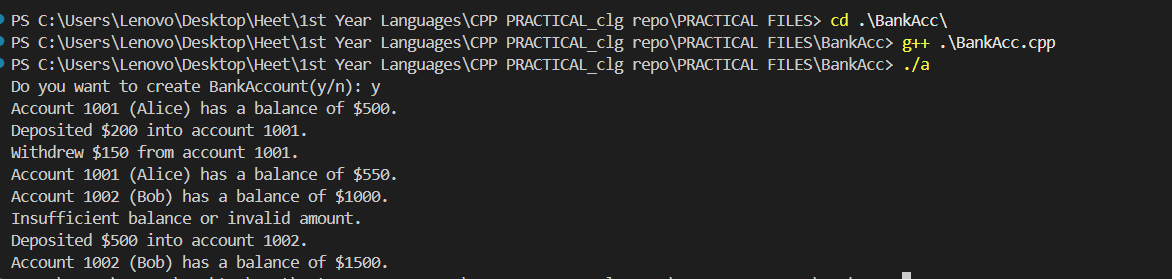 PS C:\Users\Lenovo\Desktop\Heet\1st Year Languages\CPP PRACTICAL_clg repo\PRACTICAL FILES> cd .\BankAcc\
PS C:\Users\Lenovo\Desktop\Heet\1st Year Languages\CPP PRACTICAL_clg repo\PRACTICAL FILES\BankAcc> g++ .\BankAcc.cpp
PS C:\Users\Lenovo\Desktop\Heet\1st Year Languages\CPP PRACTICAL_clg repo\PRACTICAL FILES\BankAcc> ./a
Do you want to create BankAccount(y/n): y
Account 1001 (Alice) has a balance of $500.
Deposited $200 into account 1001.
Withdrew $150 from account 1001.
Account 1001 (Alice) has a balance of $550.
Account 1002 (Bob) has a balance of $1000.
Insufficient balance or invalid amount.
Deposited $500 into account 1002.
Account 1002 (Bob) has a balance of $1500.